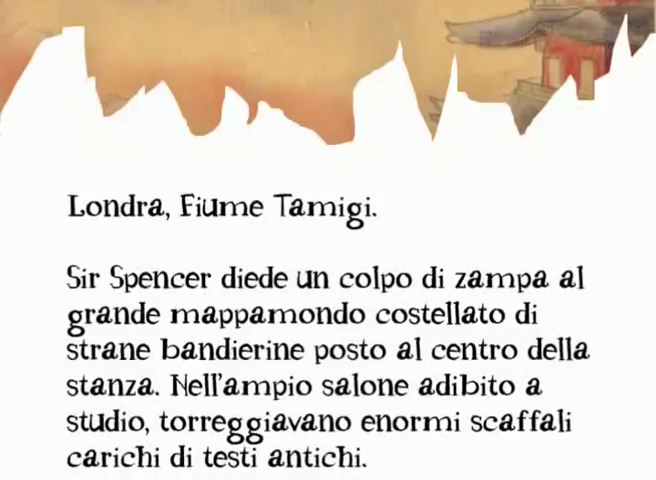 Londra, Fiume Tamigi.
Sir Spencer diede un colpo di zampa al
grande mappamondo costellato di
strane bandierine posto al centro della
stanza. Nell'ampio salone adibito a
studio, torreggiavano enormi scaffali
carichi di testi antichi.